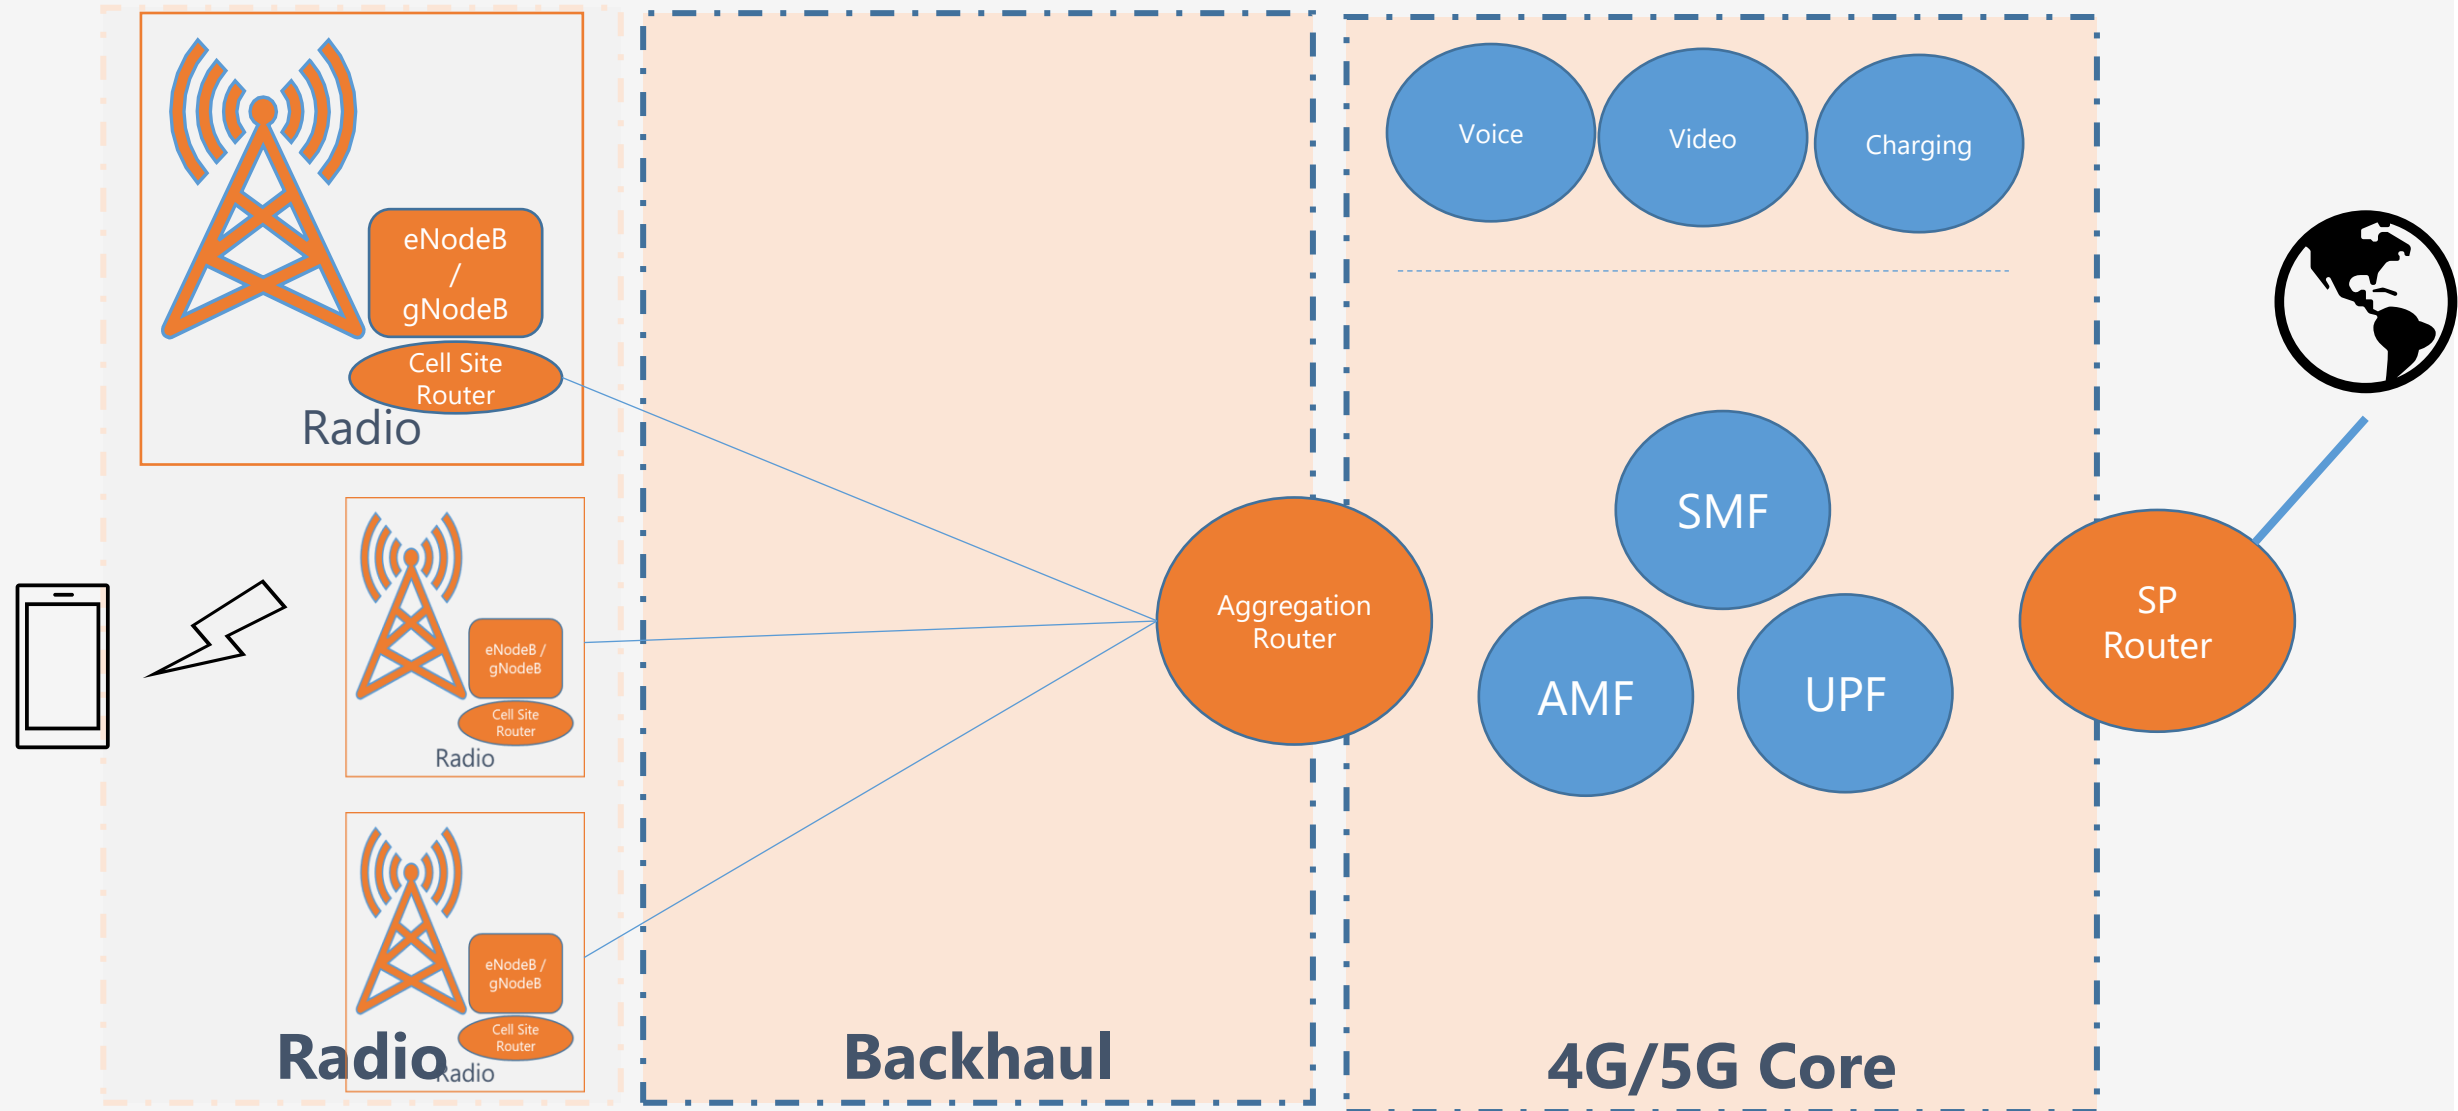 eNodeB
/
gNodeB
Cell Site
Router
Radio
eNodeB /
gNodeB
Cell Site
Router
Radio
eNodeB /
gNodeB
Cell Site
Router
Radio
Radio
Backhaul
Aggregation
Router
Voice
Video
Charging
SMF
AMF
UPF
4G/5G Core
SP
Router